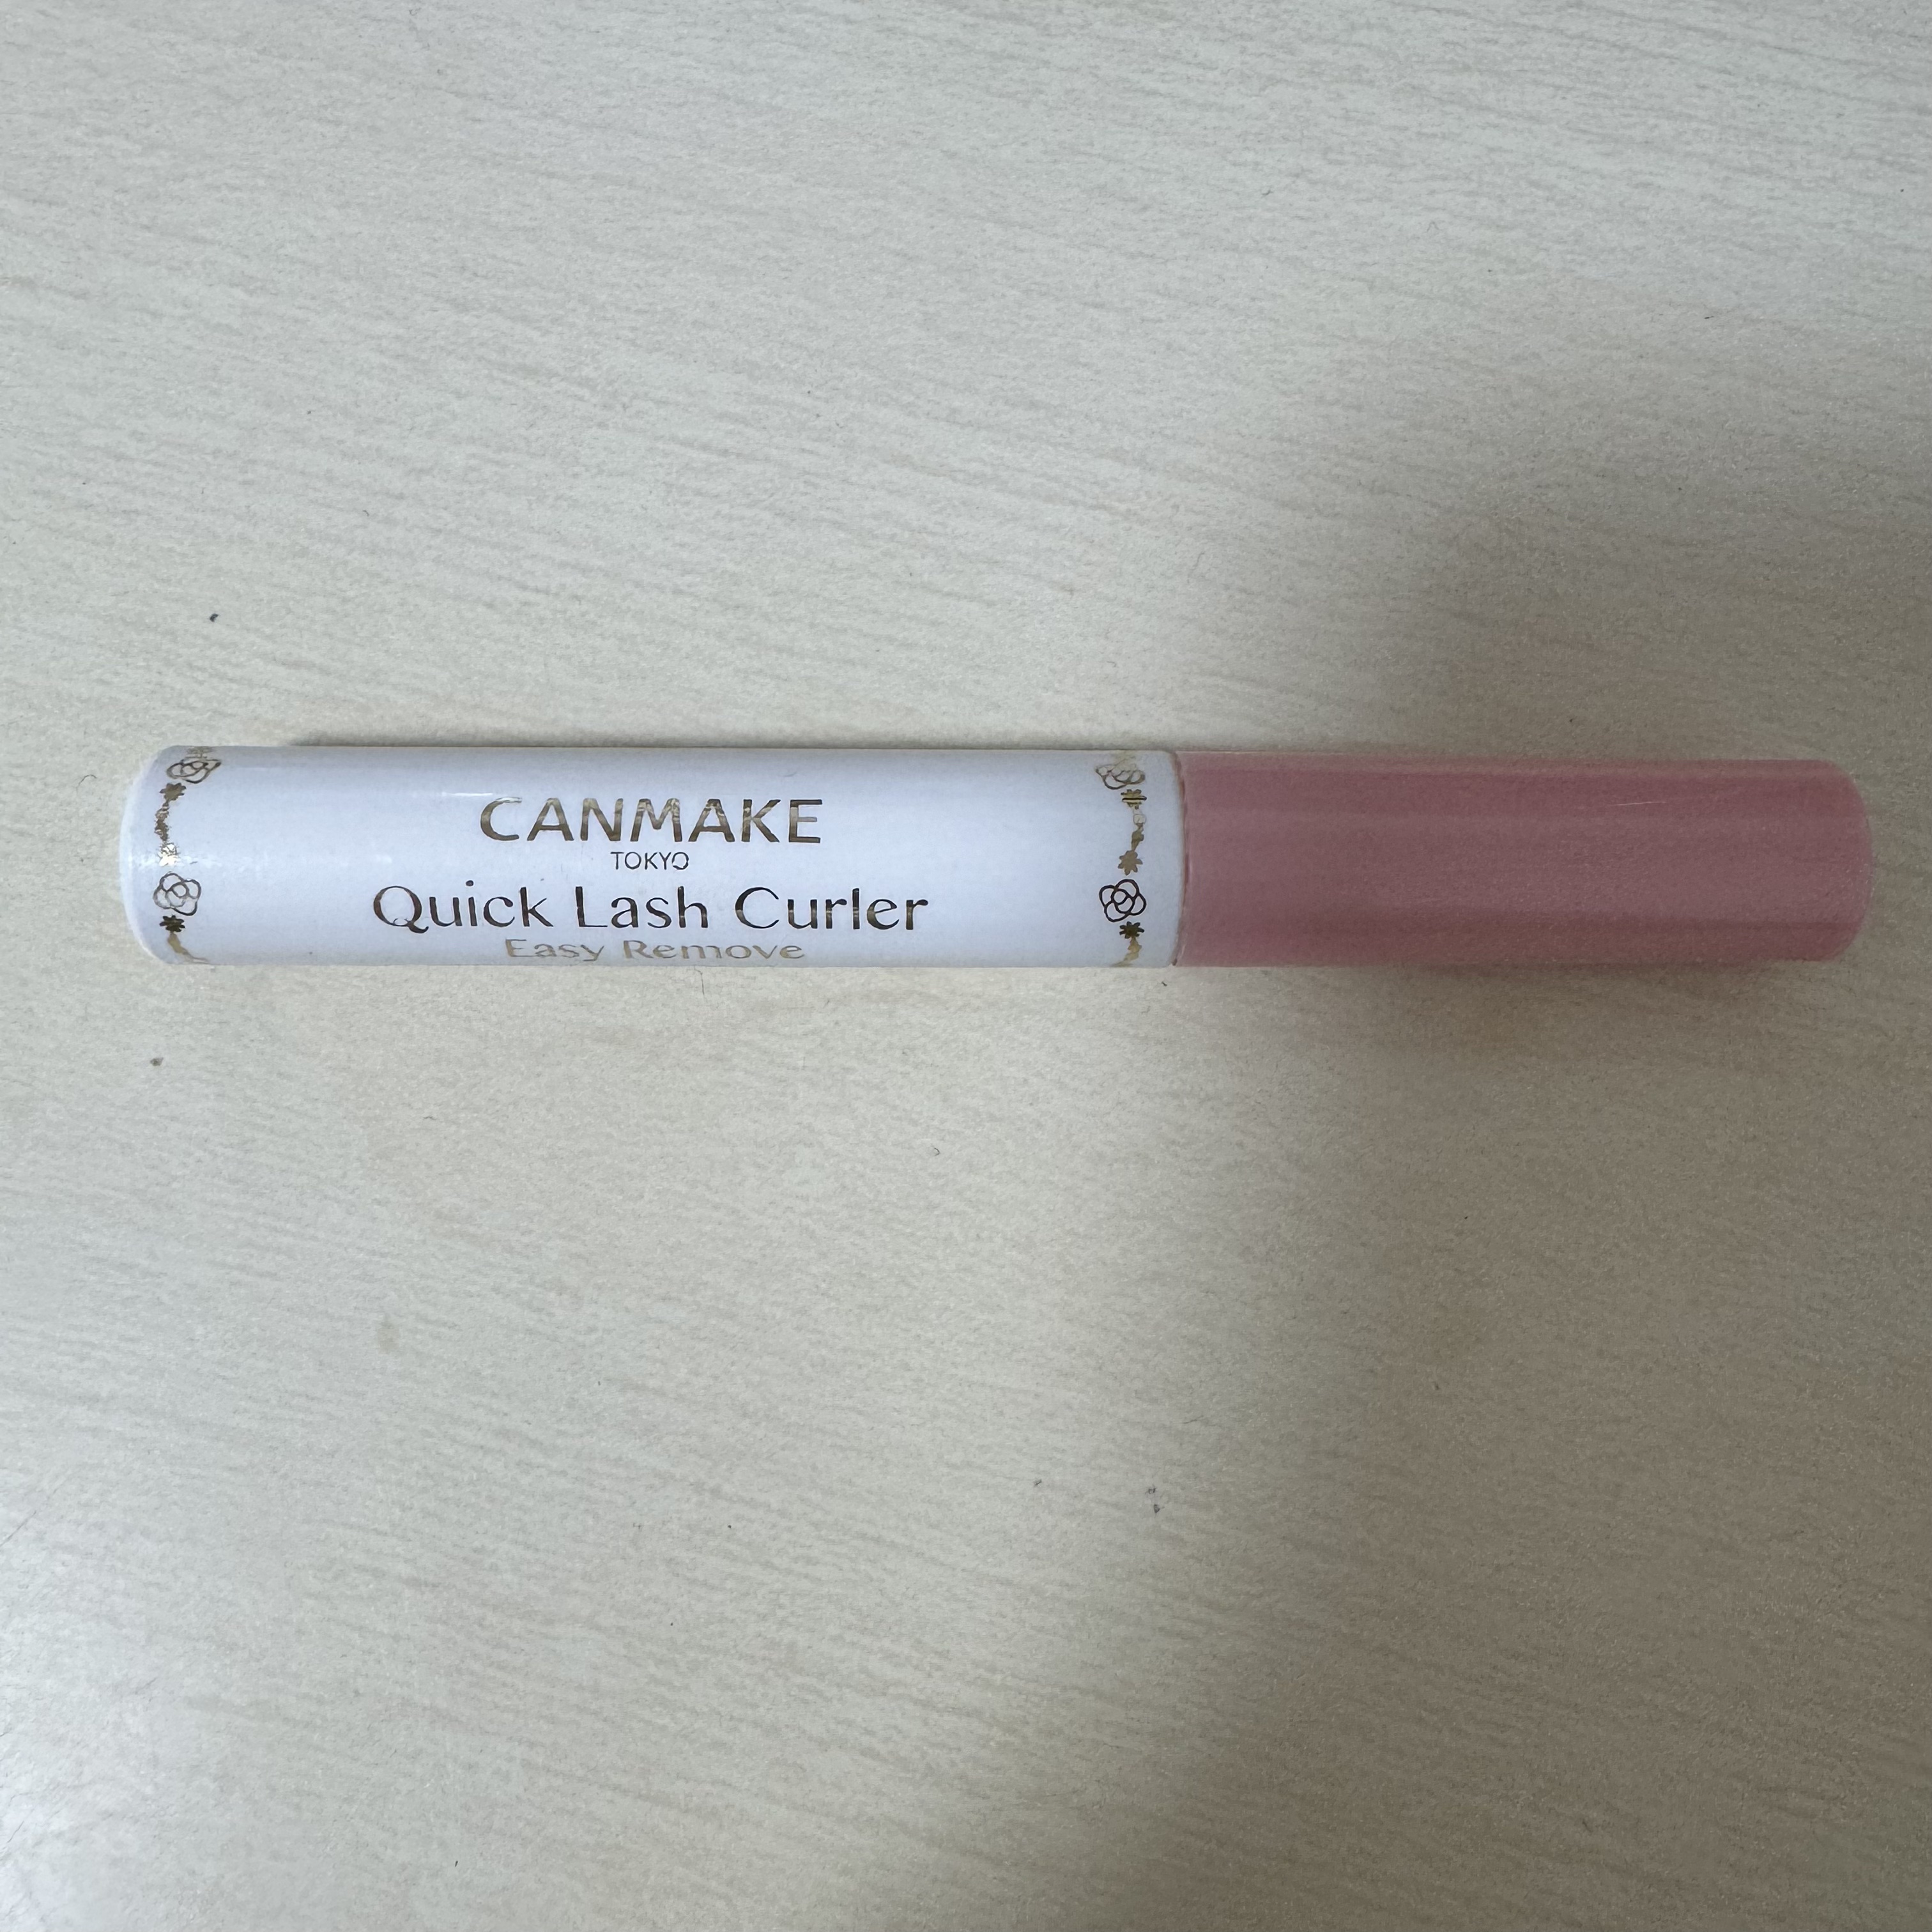 CANMAKE
TOKYO
Quick Lash Curler
Easy Remove